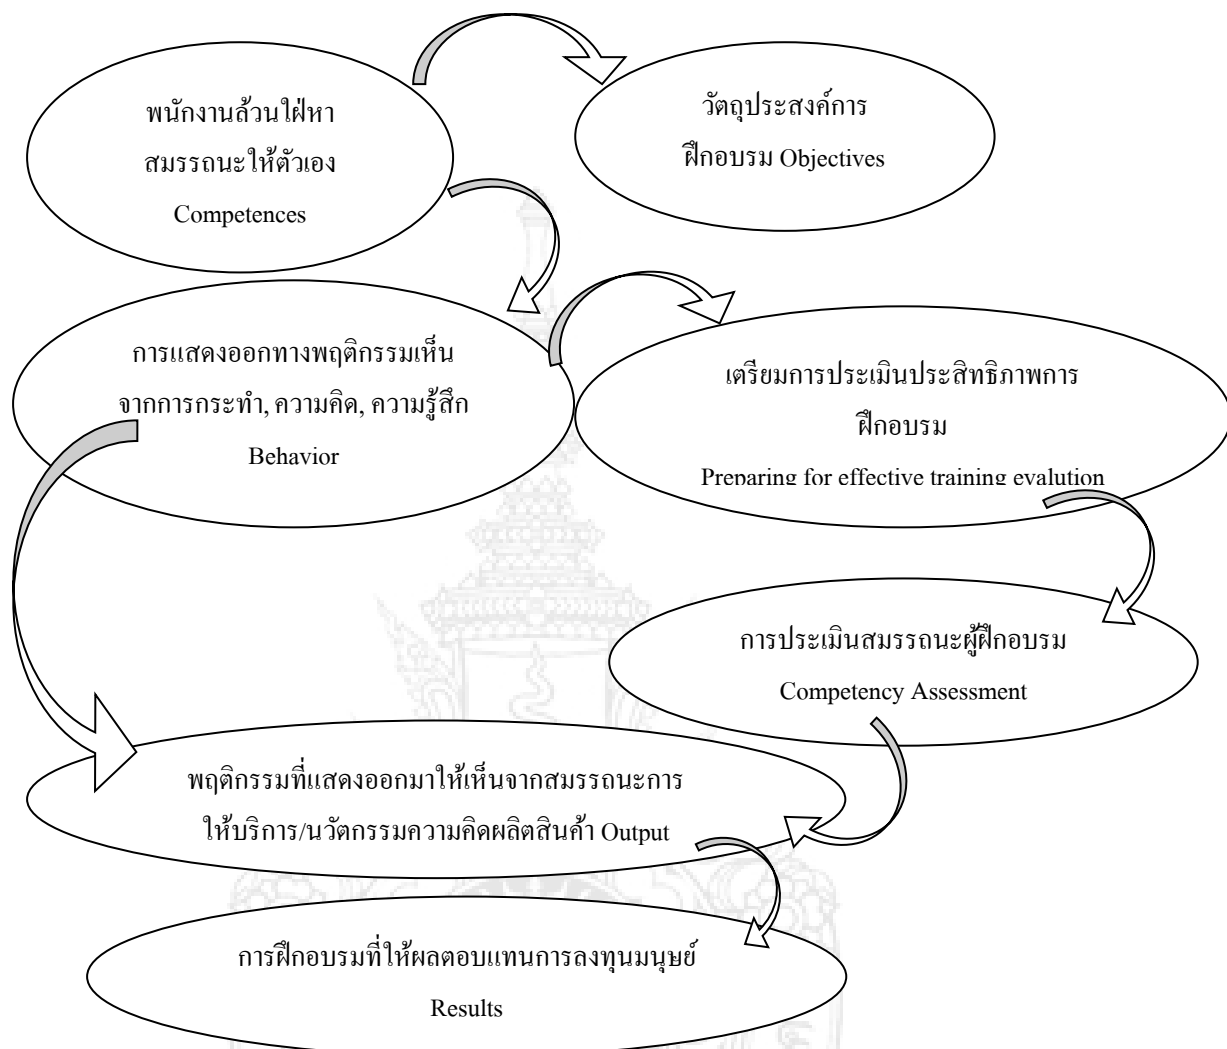 พนักงานล้วนใฝ่หา
สมรรถนะให้ตัวเอง
Competences
วัตถุประสงค์การ
ฝึกอบรม Objectives
การแสดงออกทางพฤติกรรมเห็น
จากการกระทำ, ความคิด, ความรู้สึก
Behavior
เตรียมการประเมินประสิทธิภาพการ
ฝึกอบรม
Preparing for effective training evalution
การประเมินสมรรถนะผู้ฝึกอบรม
Competency Assessment
พฤติกรรมที่แสดงออกมาให้เห็นจากสมรรถนะการ
ให้บริการ/นวัตกรรมความคิดผลิตสินค้า Output
การฝึกอบรมที่ให้ผลตอบแทนการลงทุนมนุษย์
Results